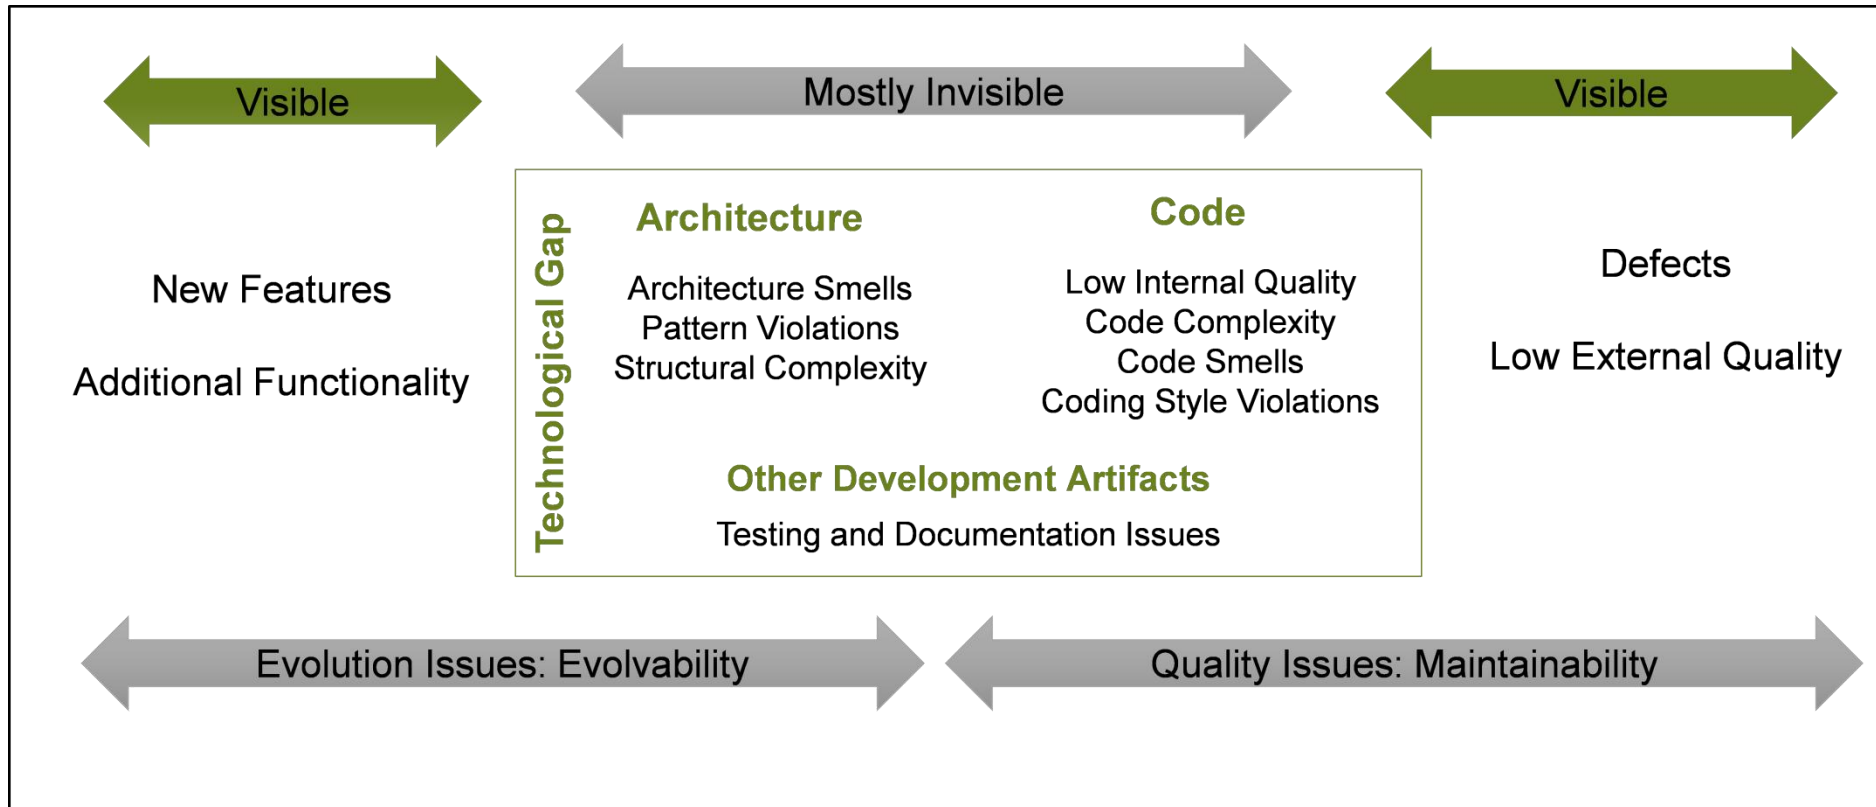 Visible
Mostly Invisible
Visible
New Features
Additional Functionality
Technological Gap
Architecture
Architecture Smells
Pattern Violations
Structural Complexity
Code
Low Internal Quality
Code Complexity
Code Smells
Coding Style Violations
Other Development Artifacts
Testing and Documentation Issues
Defects
Low External Quality
Evolution Issues: Evolvability
Quality Issues: Maintainability